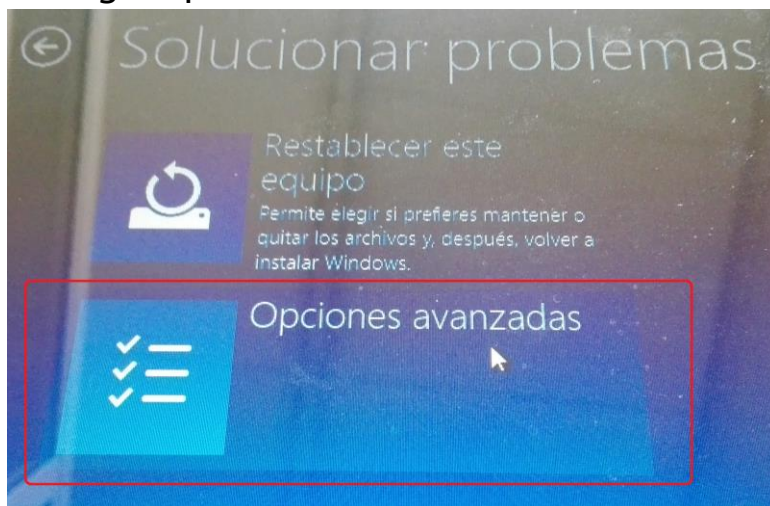 Solucionar problemas
Restablecer este
equipo
Permite elegir si prefieres mantener o
quitar los archivos y, después, volver a
instalar Windows.
Opciones avanzadas